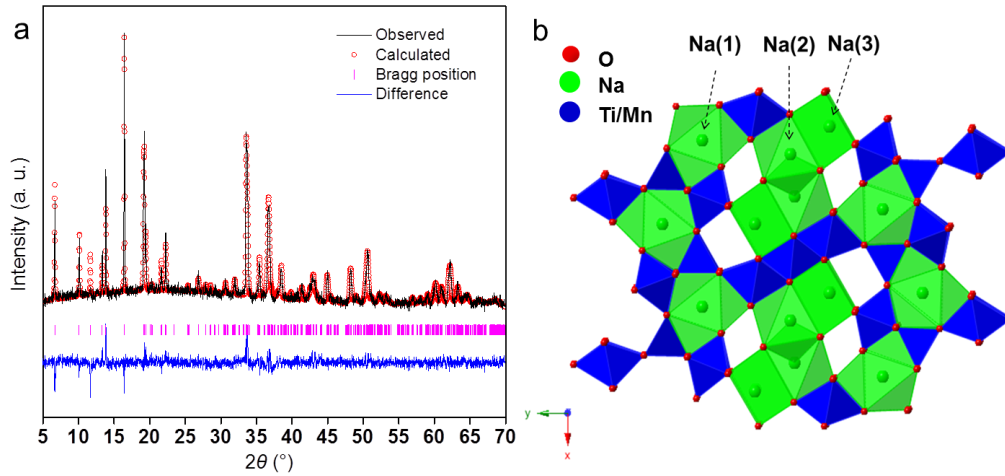 a
Observed
Calculated
Bragg position
Difference
Intensity (a. u.)
5 10 15 20 25 30 35 40 45 50 55 60 65 70
2θ (°)
b
Na(1) Na(2) Na(3)
O
Na
Ti/Mn
y
x